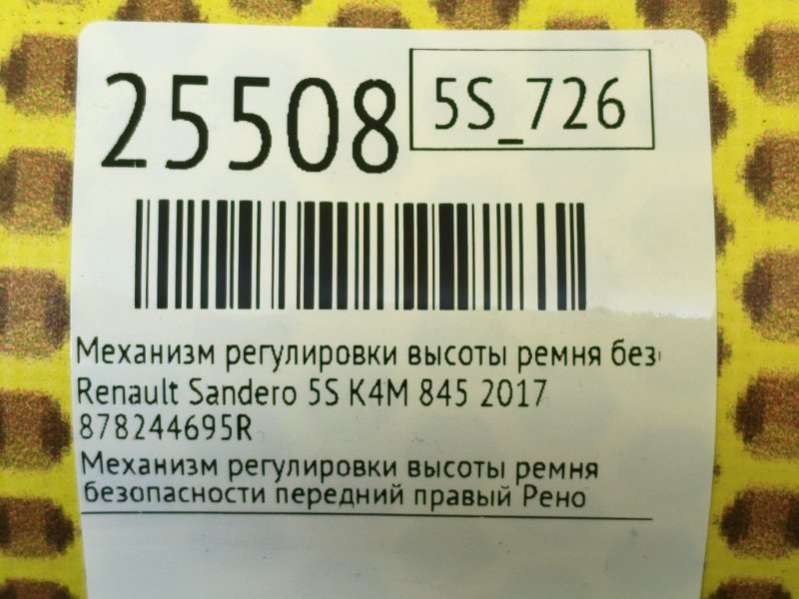 25508
5S_726
Механизм регулировки высоты ремня без
Renault Sandero 5S K4M 845 2017
878244695R
Механизм регулировки высоты ремня
безопасности передний правый Рено